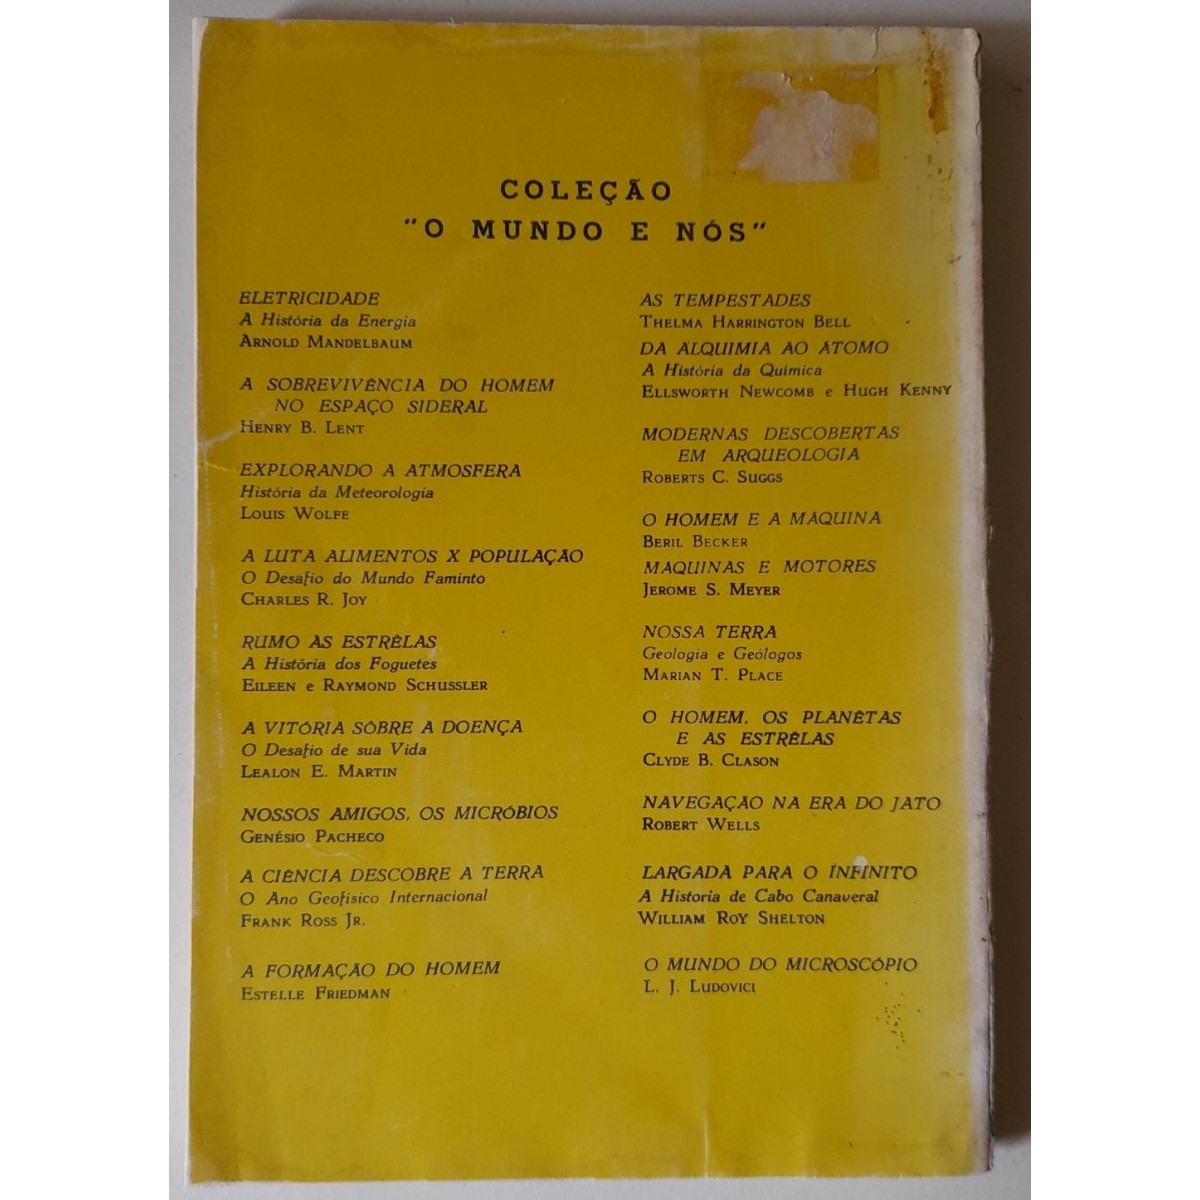 COLEÇÃO
"O MUNDO E NÓS"
ELETRICIDADE
A História da Energia
ARNOLD MANDELBAUM
A SOBREVIVÊNCIA DO HOMEM
NO ESPAÇO SIDERAL
HENRY B. LENT
EXPLORANDO A ATMOSFERA
História da Meteorologia
LOUIS WOLFE
A LUTA ALIMENTOS X POPULAÇÃO
O Desafio do Mundo Faminto
CHARLES R. JOY
RUMO ÀS ESTRÊLAS
A História dos Foguetes
EILEEN e RAYMOND SCHUSSLER
A VITÓRIA SÔBRE A DOENÇA
O Desafio de sua Vida
LEALON E. MARTIN
NOSSOS AMIGOS, OS MICRÓBIOS
GENÉSIO PACHECO
A CIÊNCIA DESCOBRE A TERRA
O Ano Geofísico Internacional
FRANK ROSS JR.
A FORMAÇÃO DO HOMEM
ESTELLE FRIEDMAN
AS TEMPESTADES
THELMA HARRINGTON BELL
DA ALQUIMIA AO ÁTOMO
A História da Química
ELLSWORTH NEWCOMB e HUGH KENNY
MODERNAS DESCOBERTAS
EM ARQUEOLOGIA
ROBERTS C. SUGGS
O HOMEM E A MÁQUINA
BERIL BECKER
MÁQUINAS E MOTORES
JEROME S. MEYER
NOSSA TERRA
Geologia e Geólogos
MARIAN T. PLACE
O HOMEM, OS PLANÊTAS
E AS ESTRÊLAS
CLYDE B. CLASON
NAVEGAÇÃO NA ERA DO JATO
ROBERT WELLS
LARGADA PARA O INFINITO
A Historia de Cabo Canaveral
WILLIAM ROY SHELTON
O MUNDO DO MICROSCÓPIO
L. J. LUDOVICI